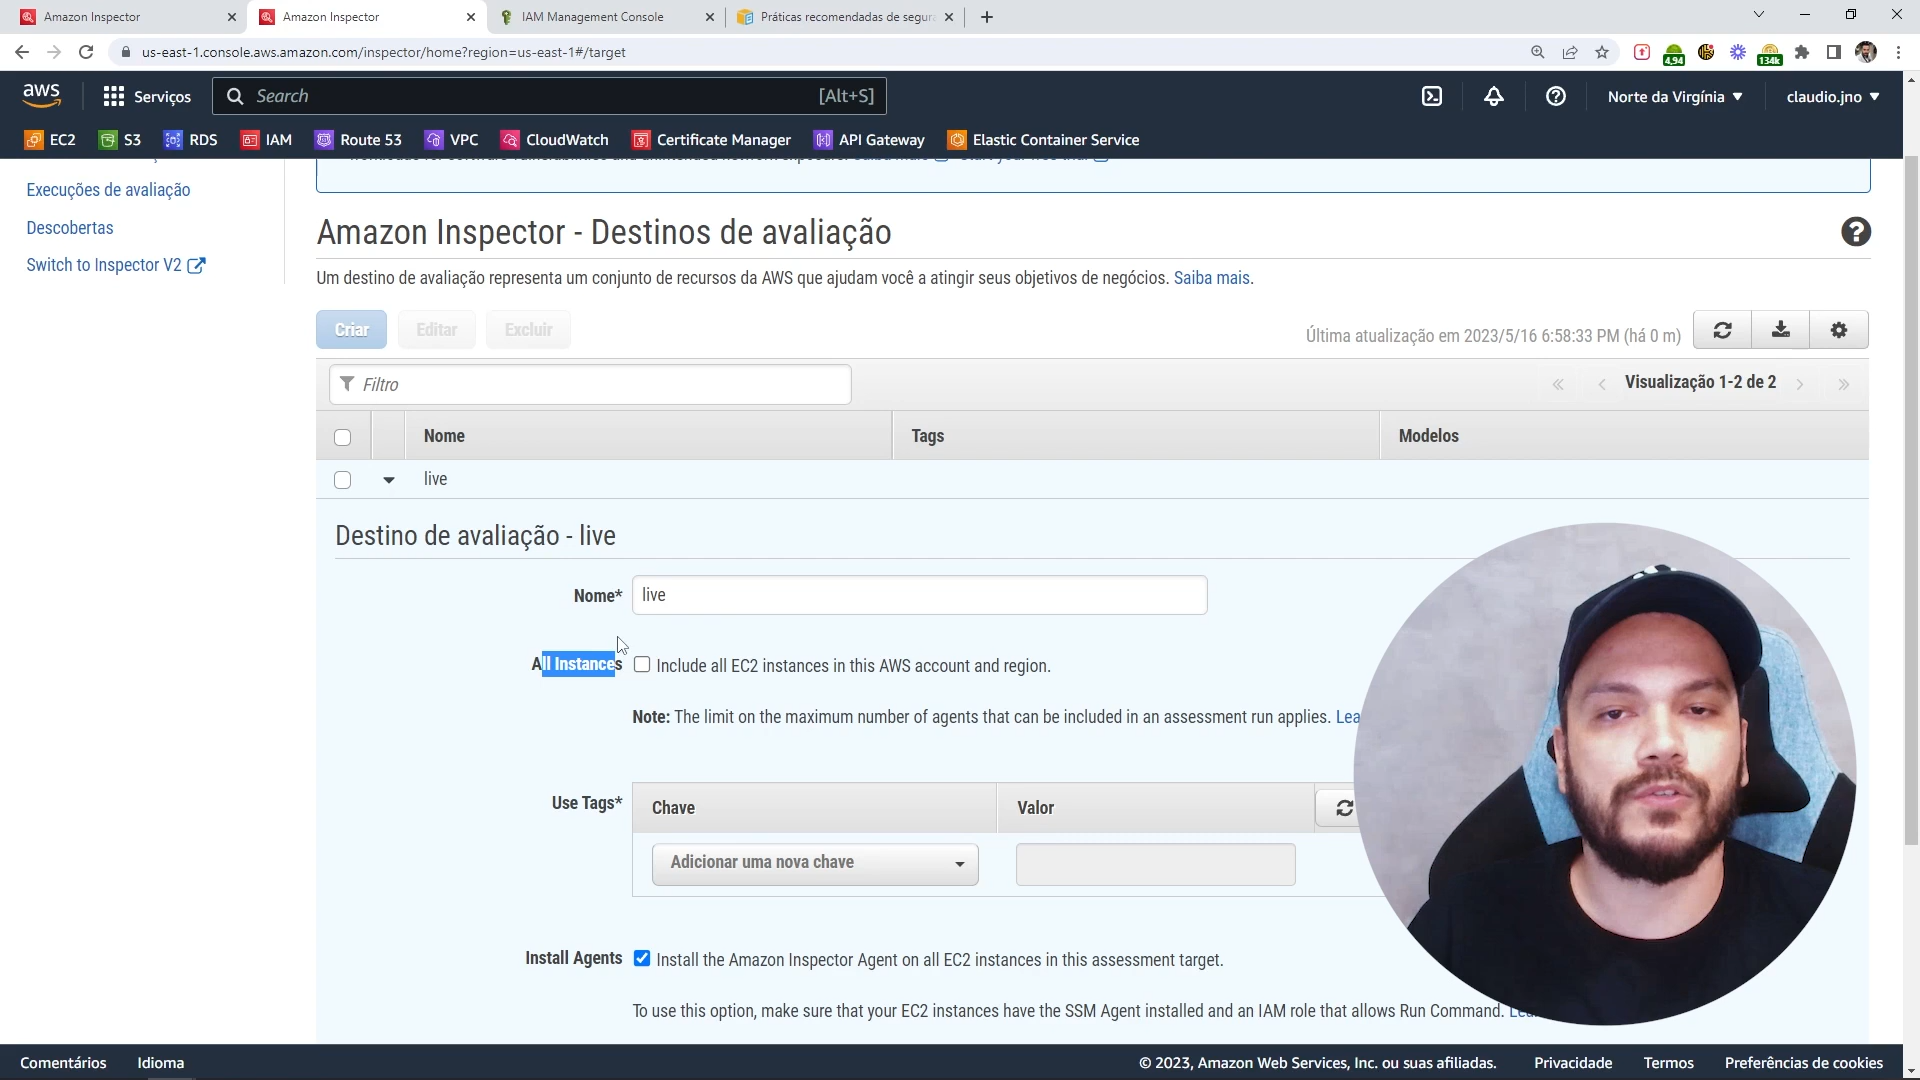 Amazon Inspector
Amazon Inspector
IAM Management Console
Práticas recomendadas de segura
us-east-1.console.aws.amazon.com/inspector/home?region=us-east-1#/target
4,94
134k
aws
Serviços
Search
[Alt+S]
Norte da Virgínia
claudio.jno
EC2
S3
RDS
IAM
Route 53
VPC
CloudWatch
Certificate Manager
API Gateway
Elastic Container Service
Execuções de avaliação
Descobertas
Switch to Inspector V2
Amazon Inspector - Destinos de avaliação
Um destino de avaliação representa um conjunto de recursos da AWS que ajudam você a atingir seus objetivos de negócios. Saiba mais.
Criar
Editar
Excluir
Última atualização em 2023/5/16 6:58:33 PM (há 0 m)
Filtro
Visualização 1-2 de 2
Nome
Tags
Modelos
live
Destino de avaliação - live
Nome*
live
All Instances
Include all EC2 instances in this AWS account and region.
Note: The limit on the maximum number of agents that can be included in an assessment run applies. Lea
Use Tags*
Chave
Valor
Adicionar uma nova chave
Install Agents
Install the Amazon Inspector Agent on all EC2 instances in this assessment target.
To use this option, make sure that your EC2 instances have the SSM Agent installed and an IAM role that allows Run Command.
Comentários
Idioma
© 2023, Amazon Web Services, Inc. ou suas afiliadas.
Privacidade
Termos
Preferências de cookies